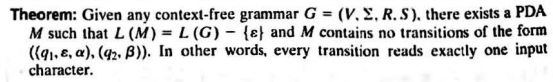 Theorem: Given any context-free grammar G = (V, Σ, R, S), there exists a PDA
M such that L (M) = L (G) − {ε} and M contains no transitions of the form
((q₁, ε, α), (q₂, β)). In other words, every transition reads exactly one input
character.